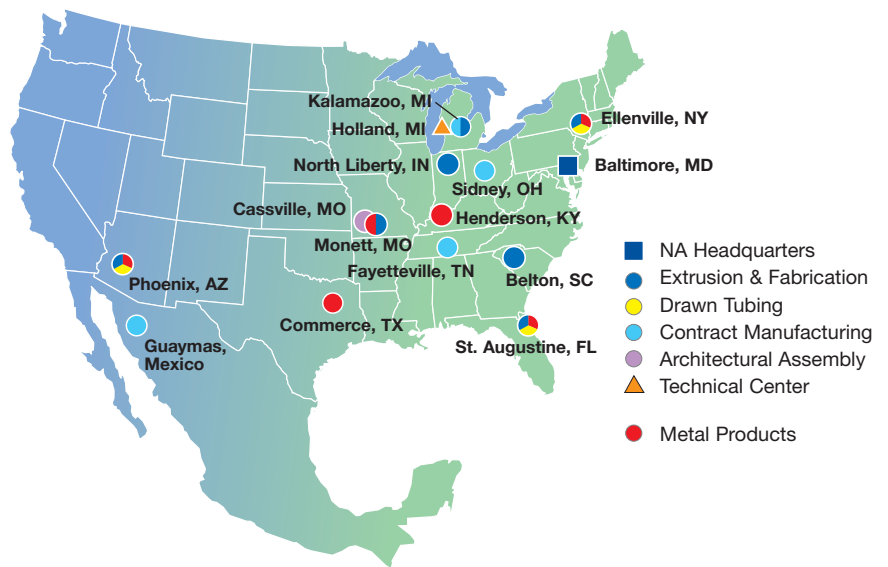 Kalamazoo, MI
Holland, MI
Ellenville, NY
North Liberty, IN
Baltimore, MD
Sidney, OH
Cassville, MO
Henderson, KY
Monett, MO
Fayetteville, TN
Belton, SC
Phoenix, AZ
Commerce, TX
St. Augustine, FL
Guaymas,
Mexico
NA Headquarters
Extrusion & Fabrication
Drawn Tubing
Contract Manufacturing
Architectural Assembly
Technical Center
Metal Products